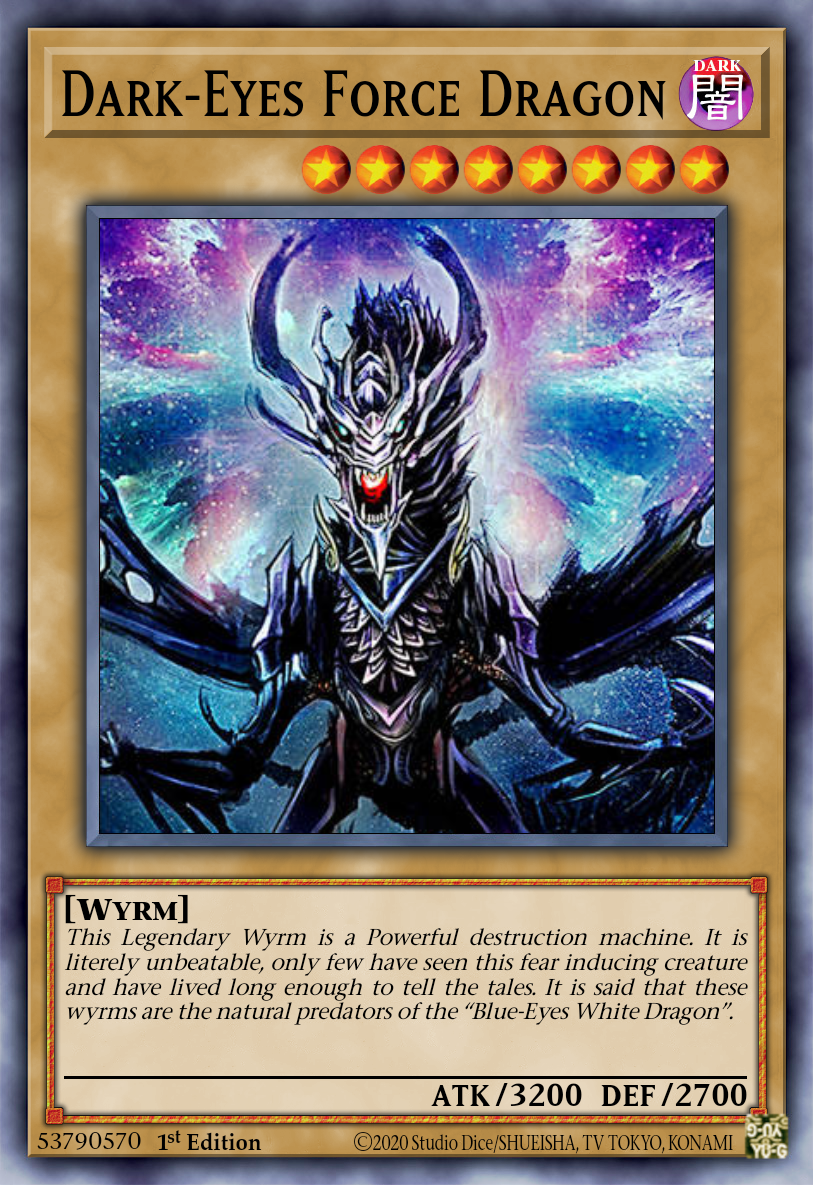 Dark-Eyes Force Dragon
DARK
闇
[Wyrm]
This Legendary Wyrm is a Powerful destruction machine. It is
literely unbeatable, only few have seen this fear inducing creature
and have lived long enough to tell the tales. It is said that these
wyrms are the natural predators of the “Blue-Eyes White Dragon”.
ATK/3200 DEF/2700
53790570 1st Edition ©2020 Studio Dice/SHUEISHA, TV TOKYO, KONAMI
YU-G
YU-G